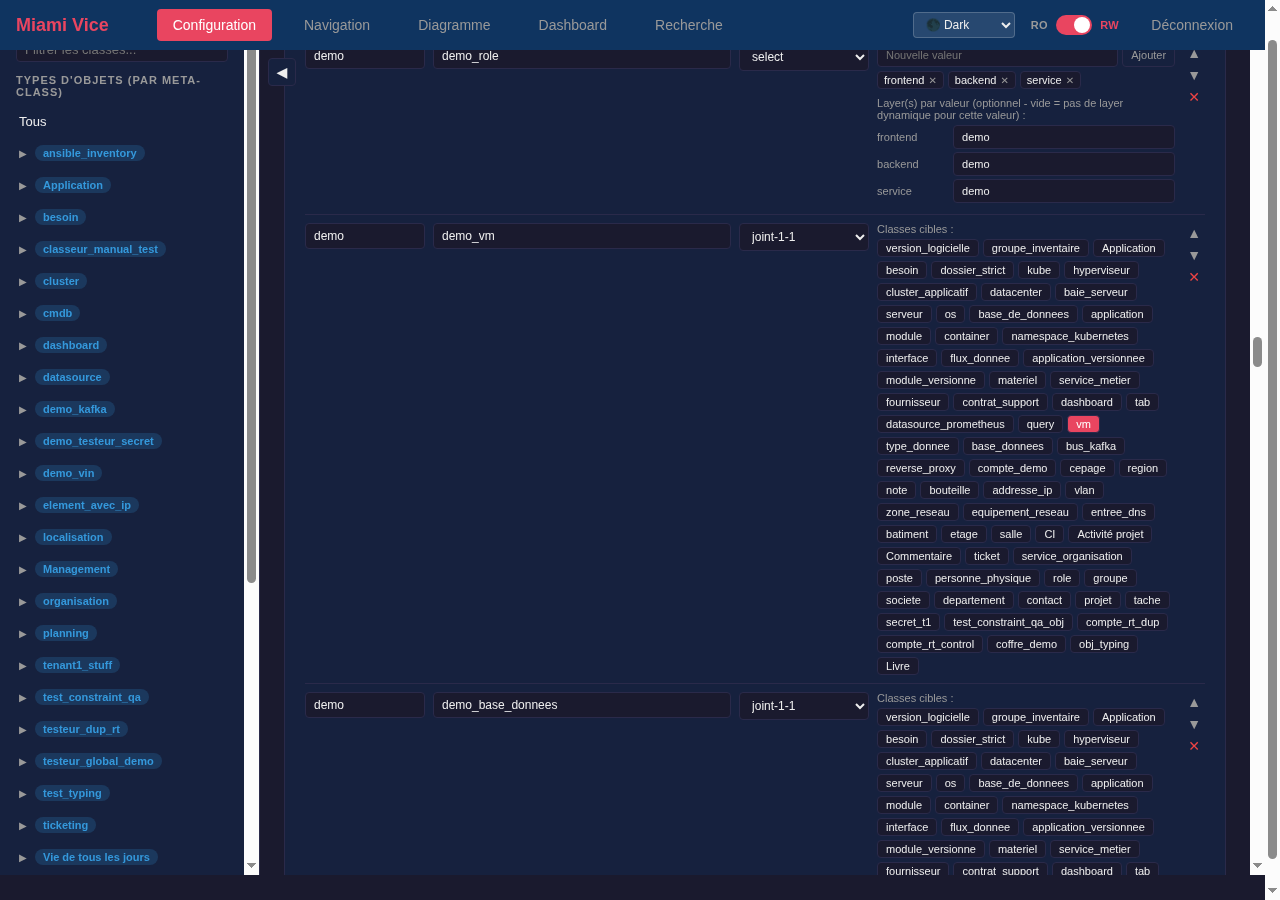 Miami Vice
Configuration
Navigation
Diagramme
Dashboard
Recherche
Dark
RO
RW
Déconnexion
Filtrer les classes...
TYPES D'OBJETS (PAR META-
CLASS)
Tous
▶ ansible_inventory
▶ Application
▶ besoin
▶ classeur_manual_test
▶ cluster
▶ cmdb
▶ dashboard
▶ datasource
▶ demo_kafka
▶ demo_testeur_secret
▶ demo_vin
▶ element_avec_ip
▶ localisation
▶ Management
▶ organisation
▶ planning
▶ tenant1_stuff
▶ test_constraint_qa
▶ testeur_dup_rt
▶ testeur_global_demo
▶ test_typing
▶ ticketing
▶ Vie de tous les jours
◀
demo demo_role select Nouvelle valeur Ajouter ▲
▼
frontend ✕ backend ✕ service ✕
✕
Layer(s) par valeur (optionnel - vide = pas de layer
dynamique pour cette valeur) :
frontend demo
backend demo
service demo
demo demo_vm joint-1-1 Classes cibles : ▲
▼
✕
version_logicielle groupe_inventaire Application
besoin dossier_strict kube hyperviseur
cluster_applicatif datacenter baie_serveur
serveur os base_de_donnees application
module container namespace_kubernetes
interface flux_donnee application_versionnee
module_versionne materiel service_metier
fournisseur contrat_support dashboard tab
datasource_prometheus query vm
type_donnee base_donnees bus_kafka
reverse_proxy compte_demo cepage region
note bouteille addresse_ip vlan
zone_reseau equipement_reseau entree_dns
batiment etage salle CI Activité projet
Commentaire ticket service_organisation
poste personne_physique role groupe
societe departement contact projet tache
secret_t1 test_constraint_qa_obj compte_rt_dup
compte_rt_control coffre_demo obj_typing
Livre
demo demo_base_donnees joint-1-1 Classes cibles : ▲
▼
✕
version_logicielle groupe_inventaire Application
besoin dossier_strict kube hyperviseur
cluster_applicatif datacenter baie_serveur
serveur os base_de_donnees application
module container namespace_kubernetes
interface flux_donnee application_versionnee
module_versionne materiel service_metier
fournisseur contrat_support dashboard tab